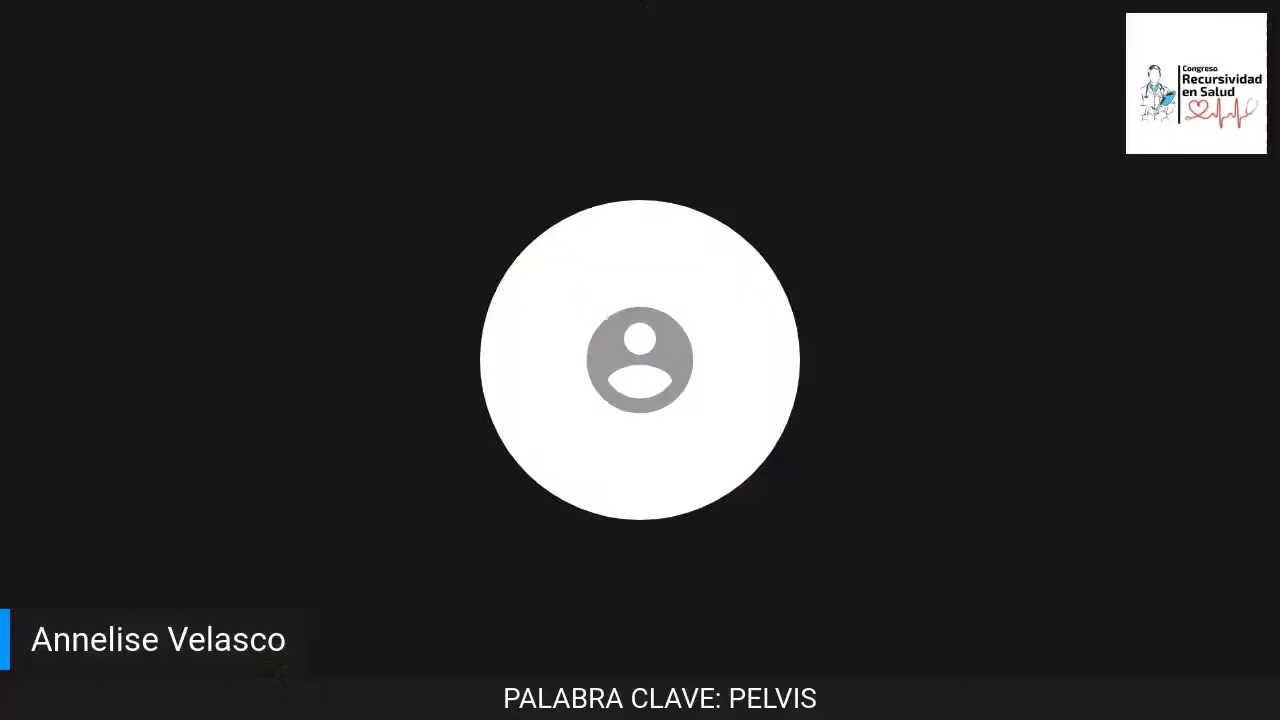 Congreso
Recursividad
en Salud
Annelise Velasco
PALABRA CLAVE: PELVIS